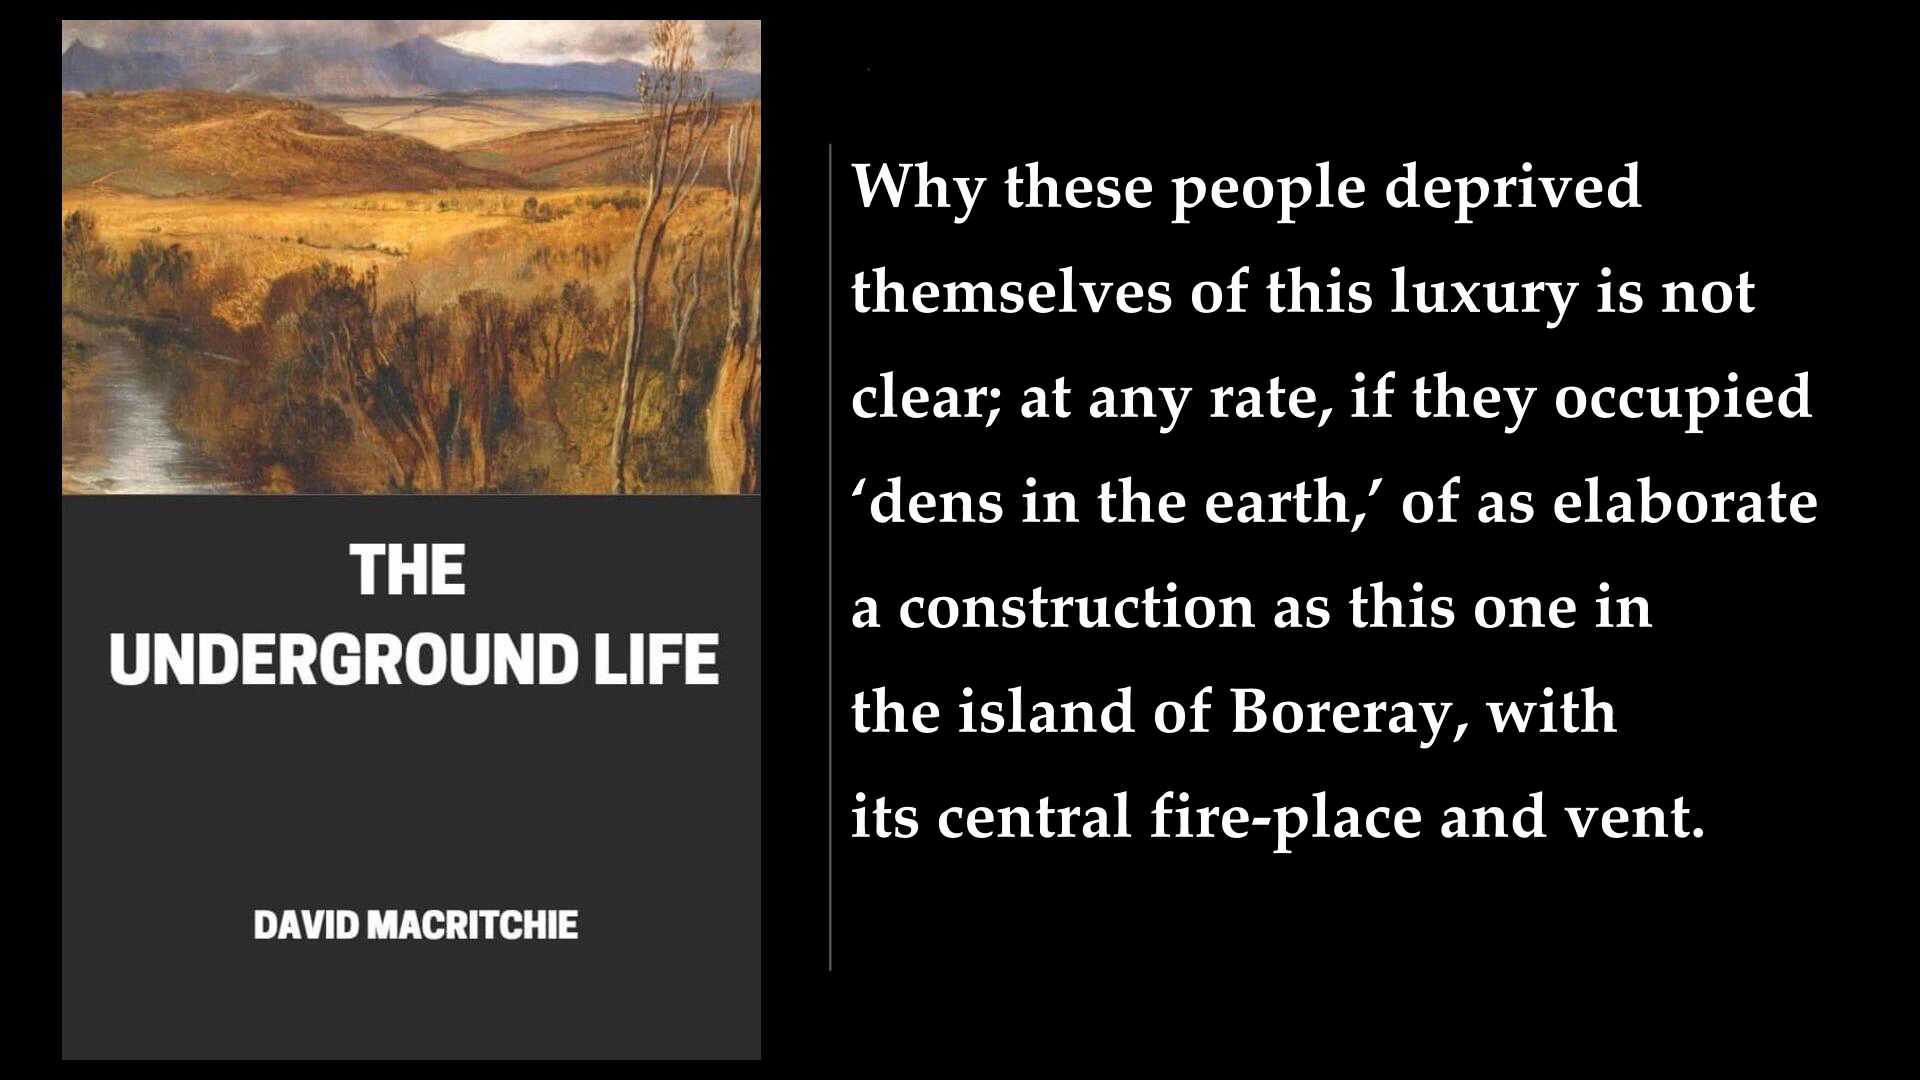 THE
UNDERGROUND LIFE
DAVID MACRITCHIE
Why these people deprived
themselves of this luxury is not
clear; at any rate, if they occupied
‘dens in the earth,’ of as elaborate
a construction as this one in
the island of Boreray, with
its central fire-place and vent.